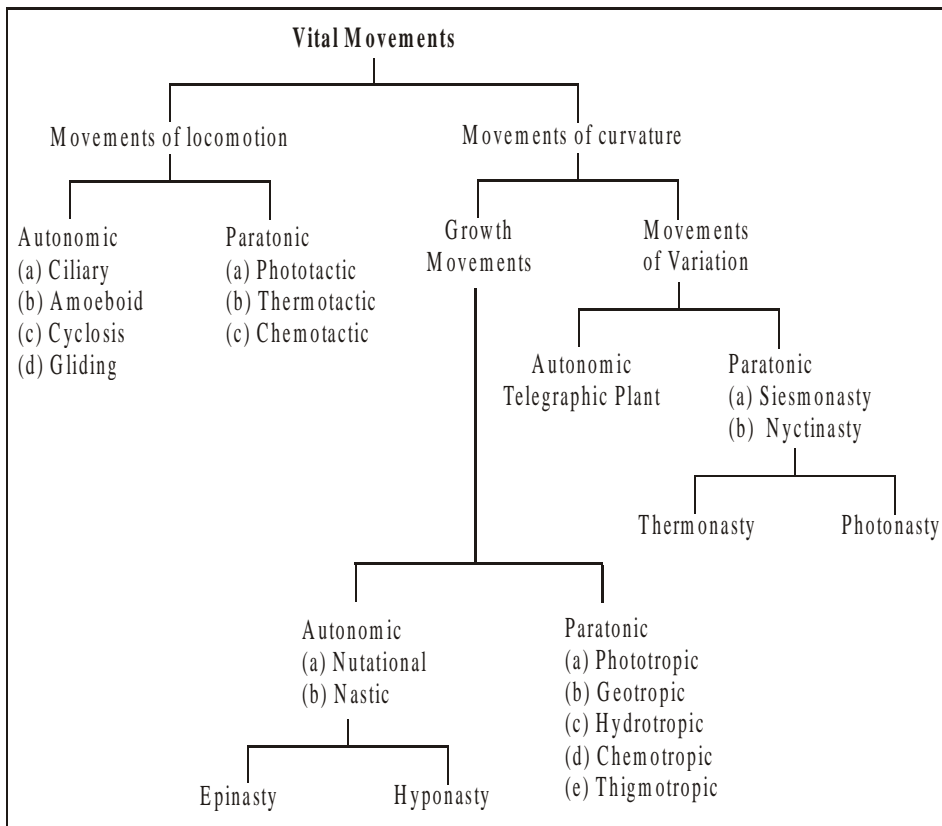 Vital Movements
Movements of locomotion
Movements of curvature
Autonomic
(a) Ciliary
(b) Amoeboid
(c) Cyclosis
(d) Gliding
Paratonic
(a) Phototactic
(b) Thermotactic
(c) Chemotactic
Growth
Movements
Movements
of Variation
Autonomic
Telegraphic Plant
Paratonic
(a) Siesmonasty
(b) Nyctinasty
Thermonasty
Photonasty
Autonomic
(a) Nutational
(b) Nastic
Epinasty
Hyponasty
Paratonic
(a) Phototropic
(b) Geotropic
(c) Hydrotropic
(d) Chemotropic
(e) Thigmotropic